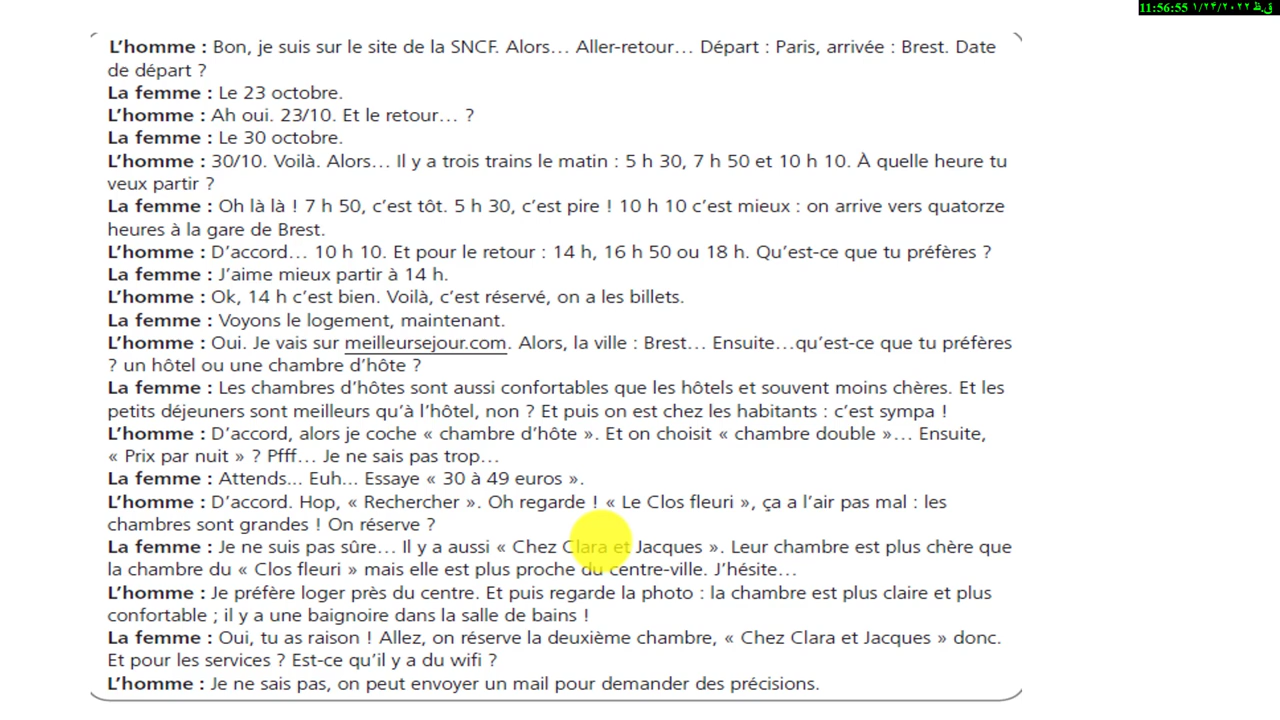 11:56:55 ۱/۲۴/۲۰۲۲ ق.ظ
L’homme : Bon, je suis sur le site de la SNCF. Alors… Aller-retour… Départ : Paris, arrivée : Brest. Date
de départ ?
La femme : Le 23 octobre.
L’homme : Ah oui. 23/10. Et le retour… ?
La femme : Le 30 octobre.
L’homme : 30/10. Voilà. Alors… Il y a trois trains le matin : 5 h 30, 7 h 50 et 10 h 10. À quelle heure tu
veux partir ?
La femme : Oh là là ! 7 h 50, c’est tôt. 5 h 30, c’est pire ! 10 h 10 c’est mieux : on arrive vers quatorze
heures à la gare de Brest.
L’homme : D’accord… 10 h 10. Et pour le retour : 14 h, 16 h 50 ou 18 h. Qu’est-ce que tu préfères ?
La femme : J’aime mieux partir à 14 h.
L’homme : Ok, 14 h c’est bien. Voilà, c’est réservé, on a les billets.
La femme : Voyons le logement, maintenant.
L’homme : Oui. Je vais sur meilleursejour.com. Alors, la ville : Brest… Ensuite…qu’est-ce que tu préfères
? un hôtel ou une chambre d’hôte ?
La femme : Les chambres d’hôtes sont aussi confortables que les hôtels et souvent moins chères. Et les
petits déjeuners sont meilleurs qu’à l’hôtel, non ? Et puis on est chez les habitants : c’est sympa !
L’homme : D’accord, alors je coche « chambre d’hôte ». Et on choisit « chambre double »… Ensuite,
« Prix par nuit » ? Pfff… Je ne sais pas trop…
La femme : Attends... Euh... Essaye « 30 à 49 euros ».
L’homme : D’accord. Hop, « Rechercher ». Oh regarde ! « Le Clos fleuri », ça a l’air pas mal : les
chambres sont grandes ! On réserve ?
La femme : Je ne suis pas sûre… Il y a aussi « Chez Clara et Jacques ». Leur chambre est plus chère que
la chambre du « Clos fleuri » mais elle est plus proche du centre-ville. J’hésite…
L’homme : Je préfère loger près du centre. Et puis regarde la photo : la chambre est plus claire et plus
confortable ; il y a une baignoire dans la salle de bains !
La femme : Oui, tu as raison ! Allez, on réserve la deuxième chambre, « Chez Clara et Jacques » donc.
Et pour les services ? Est-ce qu’il y a du wifi ?
L’homme : Je ne sais pas, on peut envoyer un mail pour demander des précisions.